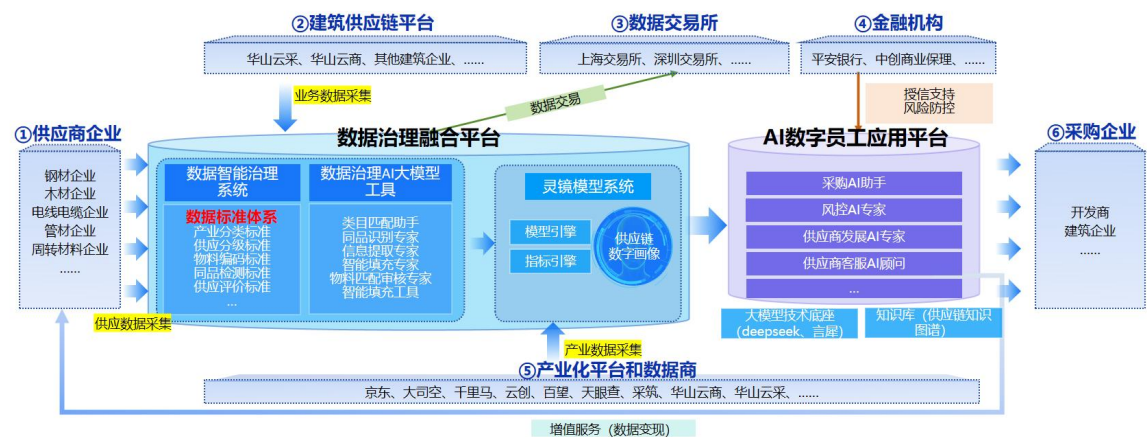 ②建筑供应链平台
华山云采、华山云商、其他建筑企业、……
③数据交易所
上海交易所、深圳交易所、……
④金融机构
平安银行、中创商业保理、……
业务数据采集
数据交易
授信支持
风险防控
①供应商企业
钢材企业
木材企业
电线电缆企业
管材企业
周转材料企业
……
供应数据采集
数据治理融合平台
数据智能治理
系统
数据标准体系
产业分类标准
供应分级标准
物料编码标准
同品检测标准
供应评价标准
…
数据治理AI大模型
工具
类目匹配助手
同品识别专家
信息提取专家
智能填充专家
物料匹配审核专家
智能填充工具
灵镜模型系统
模型引擎
指标引擎
供应链
数字画像
AI数字员工应用平台
采购AI助手
风控AI专家
供应商发展AI专家
供应商客服AI顾问
…
大模型技术底座
（deepseek、言犀）
知识库（供应链知识
图谱）
⑥采购企业
开发商
建筑企业
……
产业数据采集
⑤产业化平台和数据商
京东、大司空、千里马、云创、百望、天眼查、采筑、华山云商、华山云采、……
增值服务（数据变现）